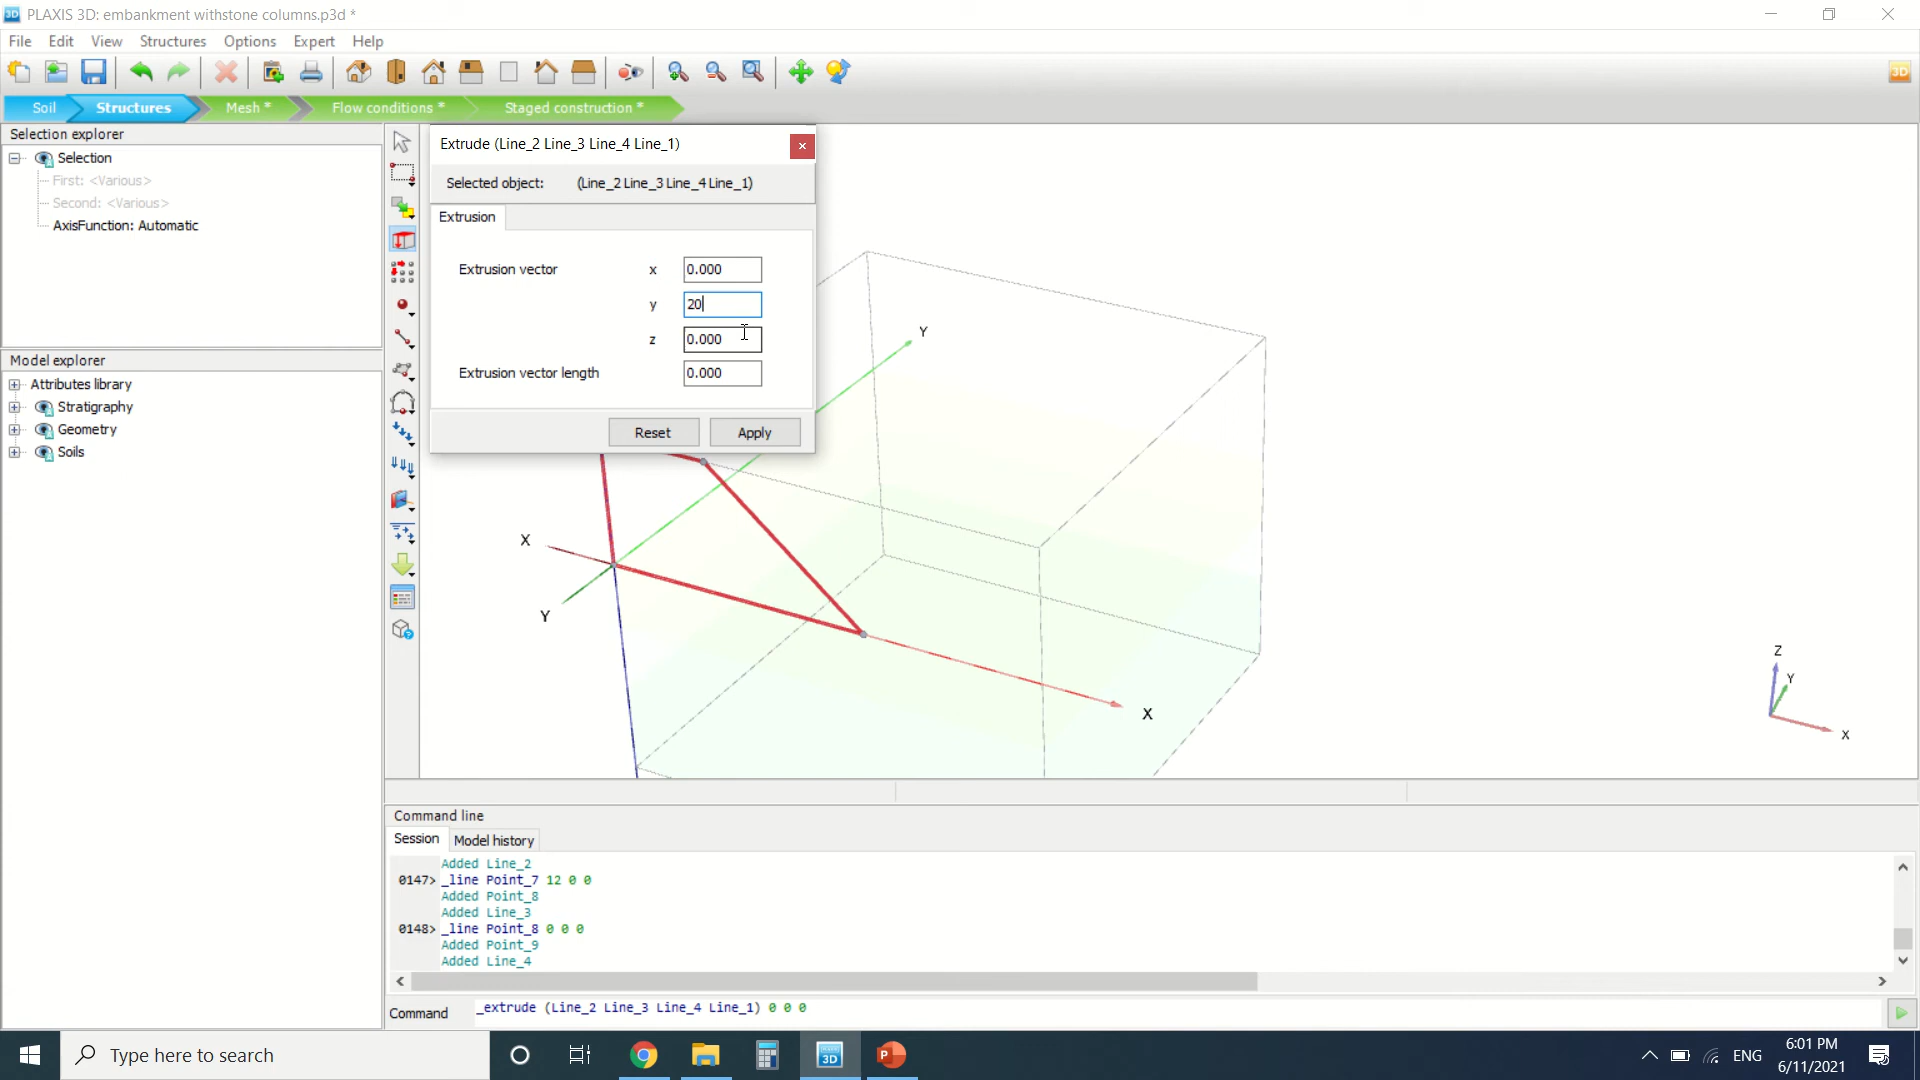 PLAXIS 3D: embankment withstone columns.p3d *
File Edit View Structures Options Expert Help
3D
Soil Structures Mesh * Flow conditions * Staged construction *
Selection explorer
Selection
First: <Various>
Second: <Various>
AxisFunction: Automatic
Model explorer
Attributes library
Stratigraphy
Geometry
Soils
Extrude (Line_2 Line_3 Line_4 Line_1)
Selected object: (Line_2 Line_3 Line_4 Line_1)
Extrusion
Extrusion vector x 0.000
y 20
z 0.000
Extrusion vector length 0.000
Reset Apply
Y
X
Y
X
Z
Y
X
Command line
Session Model history
Added Line_2
0147> _line Point_7 12 0 0
Added Point_8
Added Line_3
0148> _line Point_8 0 0 0
Added Point_9
Added Line_4
Command _extrude (Line_2 Line_3 Line_4 Line_1) 0 0 0
Type here to search
3D
P
ENG
6:01 PM
6/11/2021